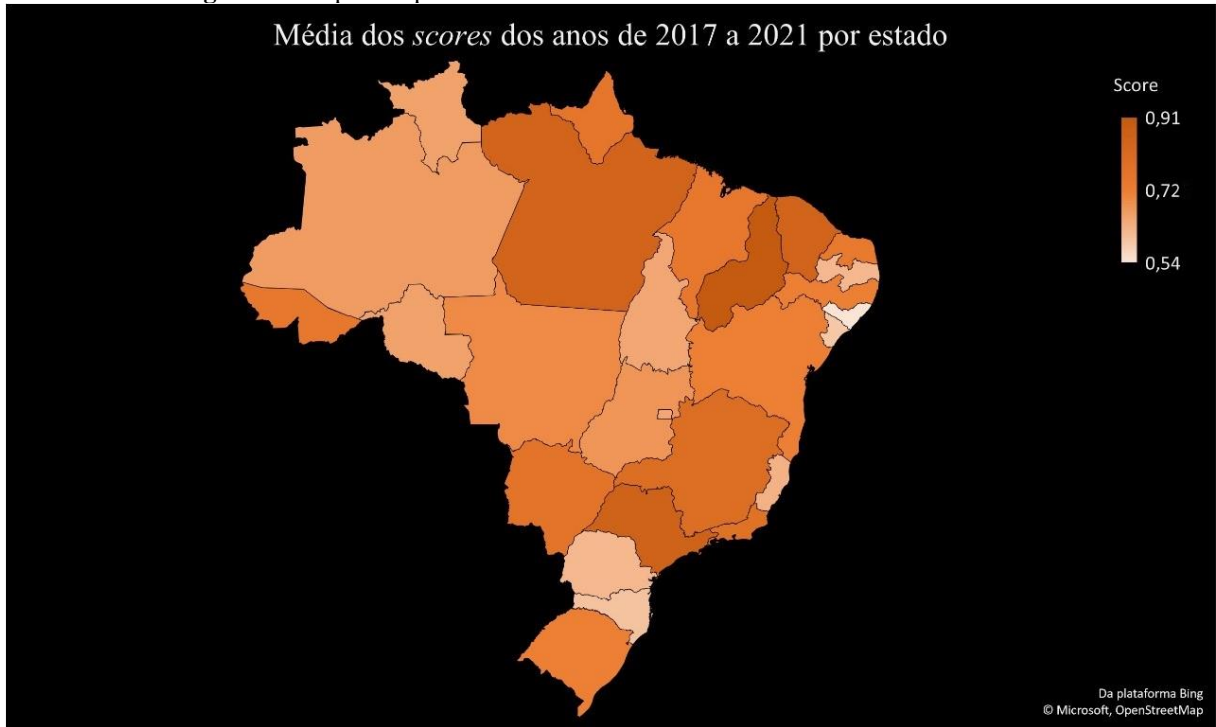 Média dos scores dos anos de 2017 a 2021 por estado
Score
0,91
0,72
0,54
Da plataforma Bing
© Microsoft, OpenStreetMap